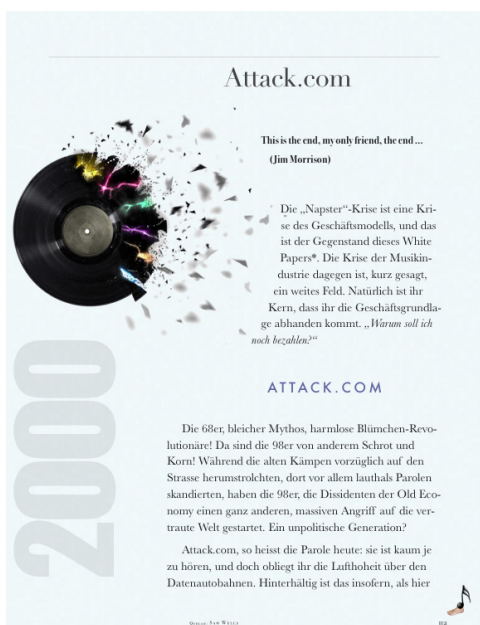 Attack.com
This is the end, my only friend, the end ...
(Jim Morrison)
Die „Napster“-Krise ist eine Kri-
se des Geschäftsmodells, und das
ist der Gegenstand dieses White
Papers*. Die Krise der Musikin-
dustrie dagegen ist, kurz gesagt,
ein weites Feld. Natürlich ist ihr
Kern, dass ihr die Geschäftsgrundla-
ge abhanden kommt. „Warum soll ich
noch bezahlen?“
2000
ATTACK.COM
Die 68er, bleicher Mythos, harmlose Blümchen-Revo-
lutionäre! Da sind die 98er von anderem Schrot und
Korn! Während die alten Kämpen vorzüglich auf den
Strasse herumstrolchten, dort vor allem lauthals Parolen
skandierten, haben die 98er, die Dissidenten der Old Eco-
nomy einen ganz anderen, massiven Angriff auf die ver-
traute Welt gestartet. Ein unpolitische Generation?
Attack.com, so heisst die Parole heute: sie ist kaum je
zu hören, und doch obliegt ihr die Lufthoheit über den
Datenautobahnen. Hinterhältig ist das insofern, als hier